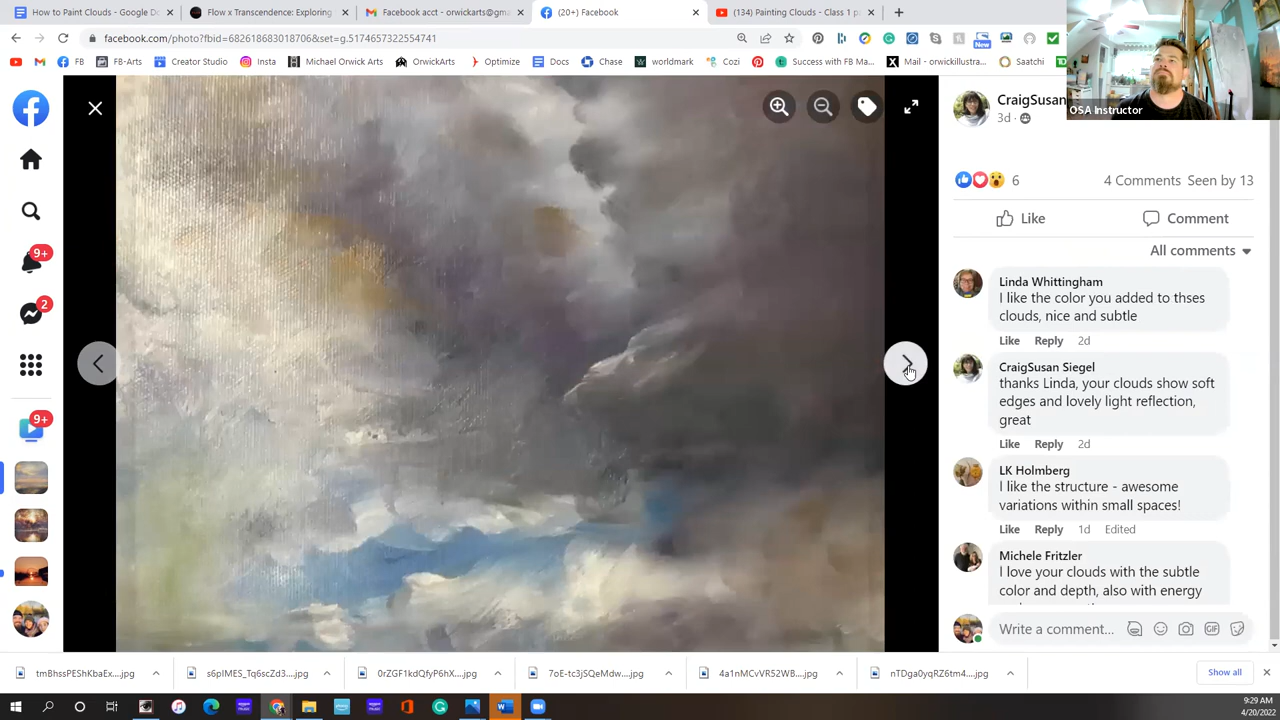 How to Paint Clouds - Google Do
Flow x Transcendence: Exploring
Facebook acct - orwickarts@gma
(20+) Facebook
(134) Painting Clouds - Class 1 p
facebook.com/photo?fbid=682618683018706&set=g.517465732255474
New
FB
FB-Arts
Creator Studio
Insta
Michael Orwick Arts
OrwickArts
Optimize
Docs
Chase
worldmark
Cozi
Success with FB Ma...
Mail - orwickillustra...
Saatchi
OSA Instructor
CraigSusan
3d ·
6
4 Comments Seen by 13
Like
Comment
All comments
Linda Whittingham
I like the color you added to thses
clouds, nice and subtle
Like Reply 2d
CraigSusan Siegel
thanks Linda, your clouds show soft
edges and lovely light reflection,
great
Like Reply 2d
LK Holmberg
I like the structure - awesome
variations within small spaces!
Like Reply 1d Edited
Michele Fritzler
I love your clouds with the subtle
color and depth, also with energy
Write a comment...
GIF
9+
2
9+
tmBhssPEShKbaEx....jpg
s6pIMES_Tq6scZd3....jpg
0rZGF1kdQfyP6hX....jpg
7oE-tc3jSQeMdw....jpg
4a1nMCvVR52WB....jpg
nTDga0yqRZ6tm4....jpg
Show all
9:29 AM
4/20/2022